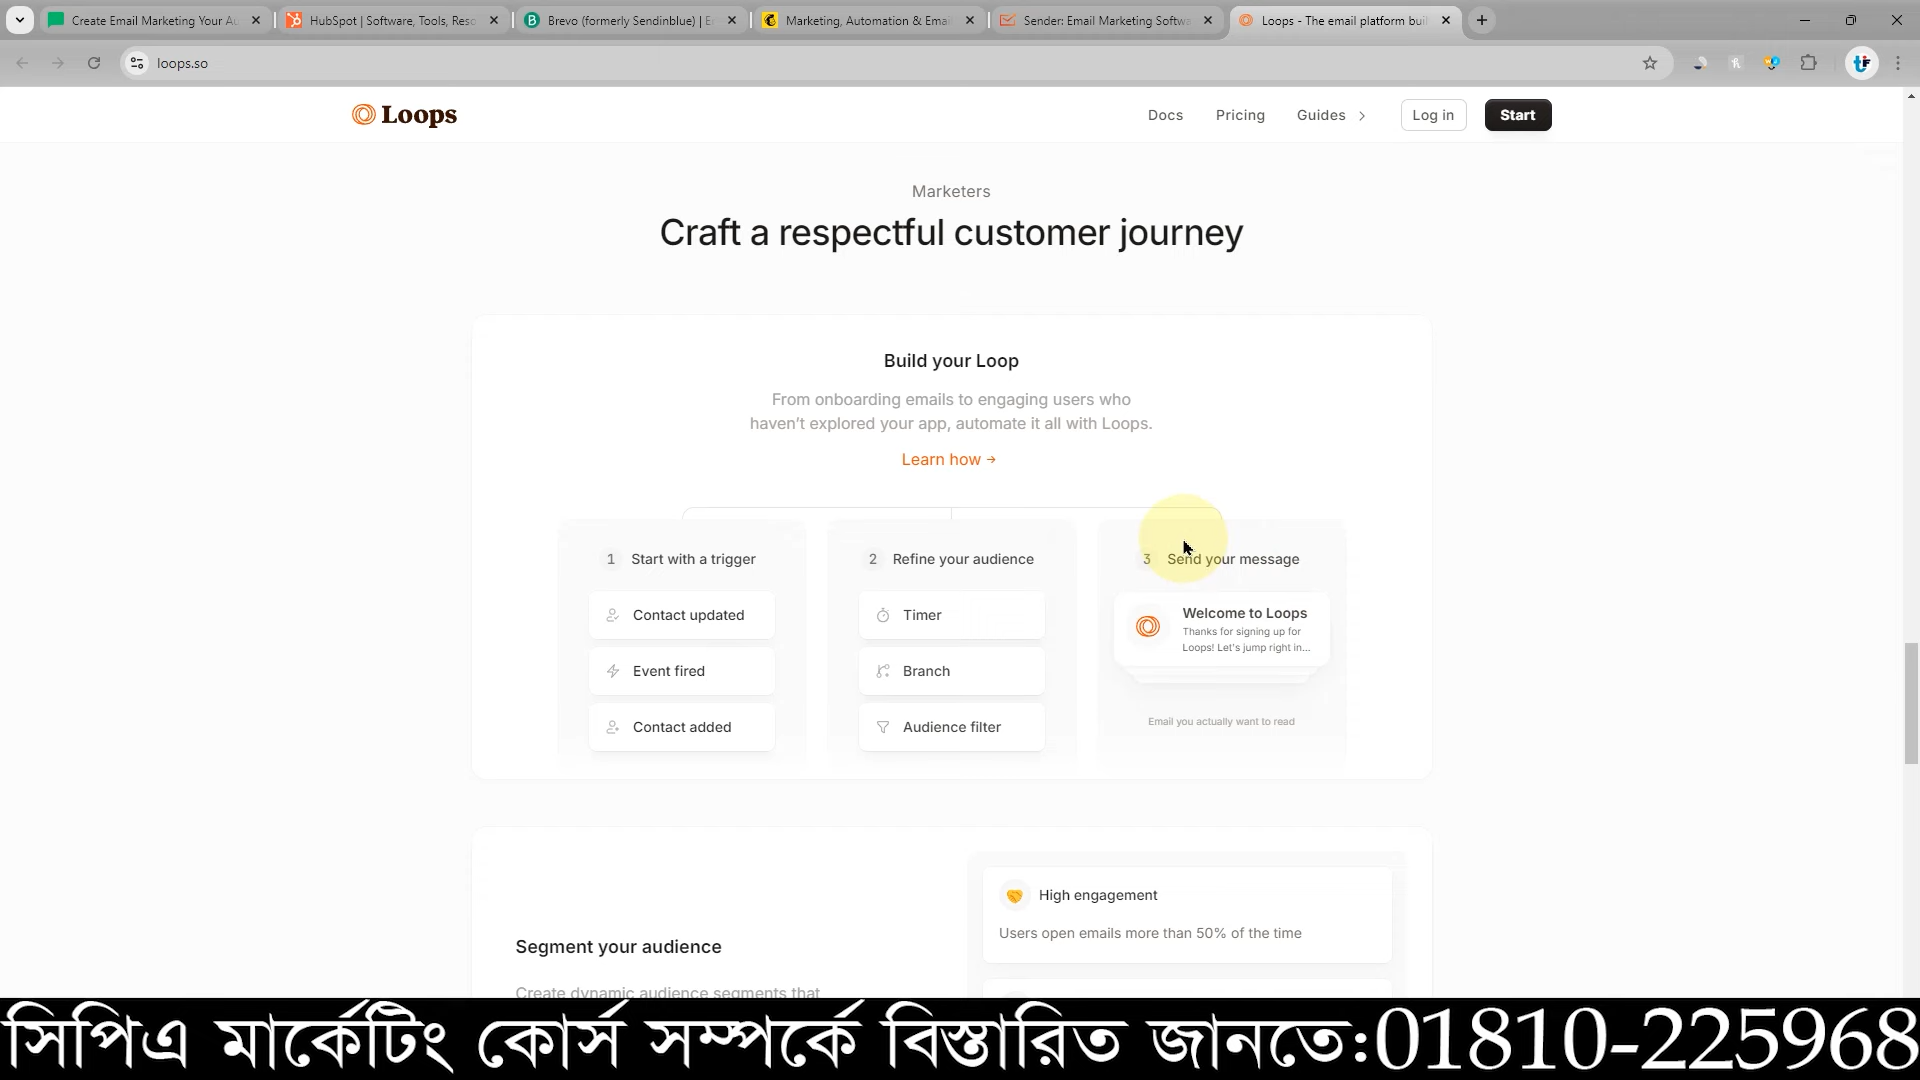 Create Email Marketing Your Au
HubSpot | Software, Tools, Reso
Brevo (formerly Sendinblue) | E
Marketing, Automation & Email
Sender: Email Marketing Softwa
Loops - The email platform bui
loops.so
Loops
Docs
Pricing
Guides
Log in
Start
Marketers
Craft a respectful customer journey
Build your Loop
From onboarding emails to engaging users who
haven't explored your app, automate it all with Loops.
Learn how →
1 Start with a trigger
Contact updated
Event fired
Contact added
2 Refine your audience
Timer
Branch
Audience filter
3 Send your message
Welcome to Loops
Thanks for signing up for
Loops! Let's jump right in...
Email you actually want to read
Segment your audience
Create dynamic audience segments that
High engagement
Users open emails more than 50% of the time
সিপিএ মার্কেটিং কোর্স সম্পর্কে বিস্তারিত জানতে:01810-225968